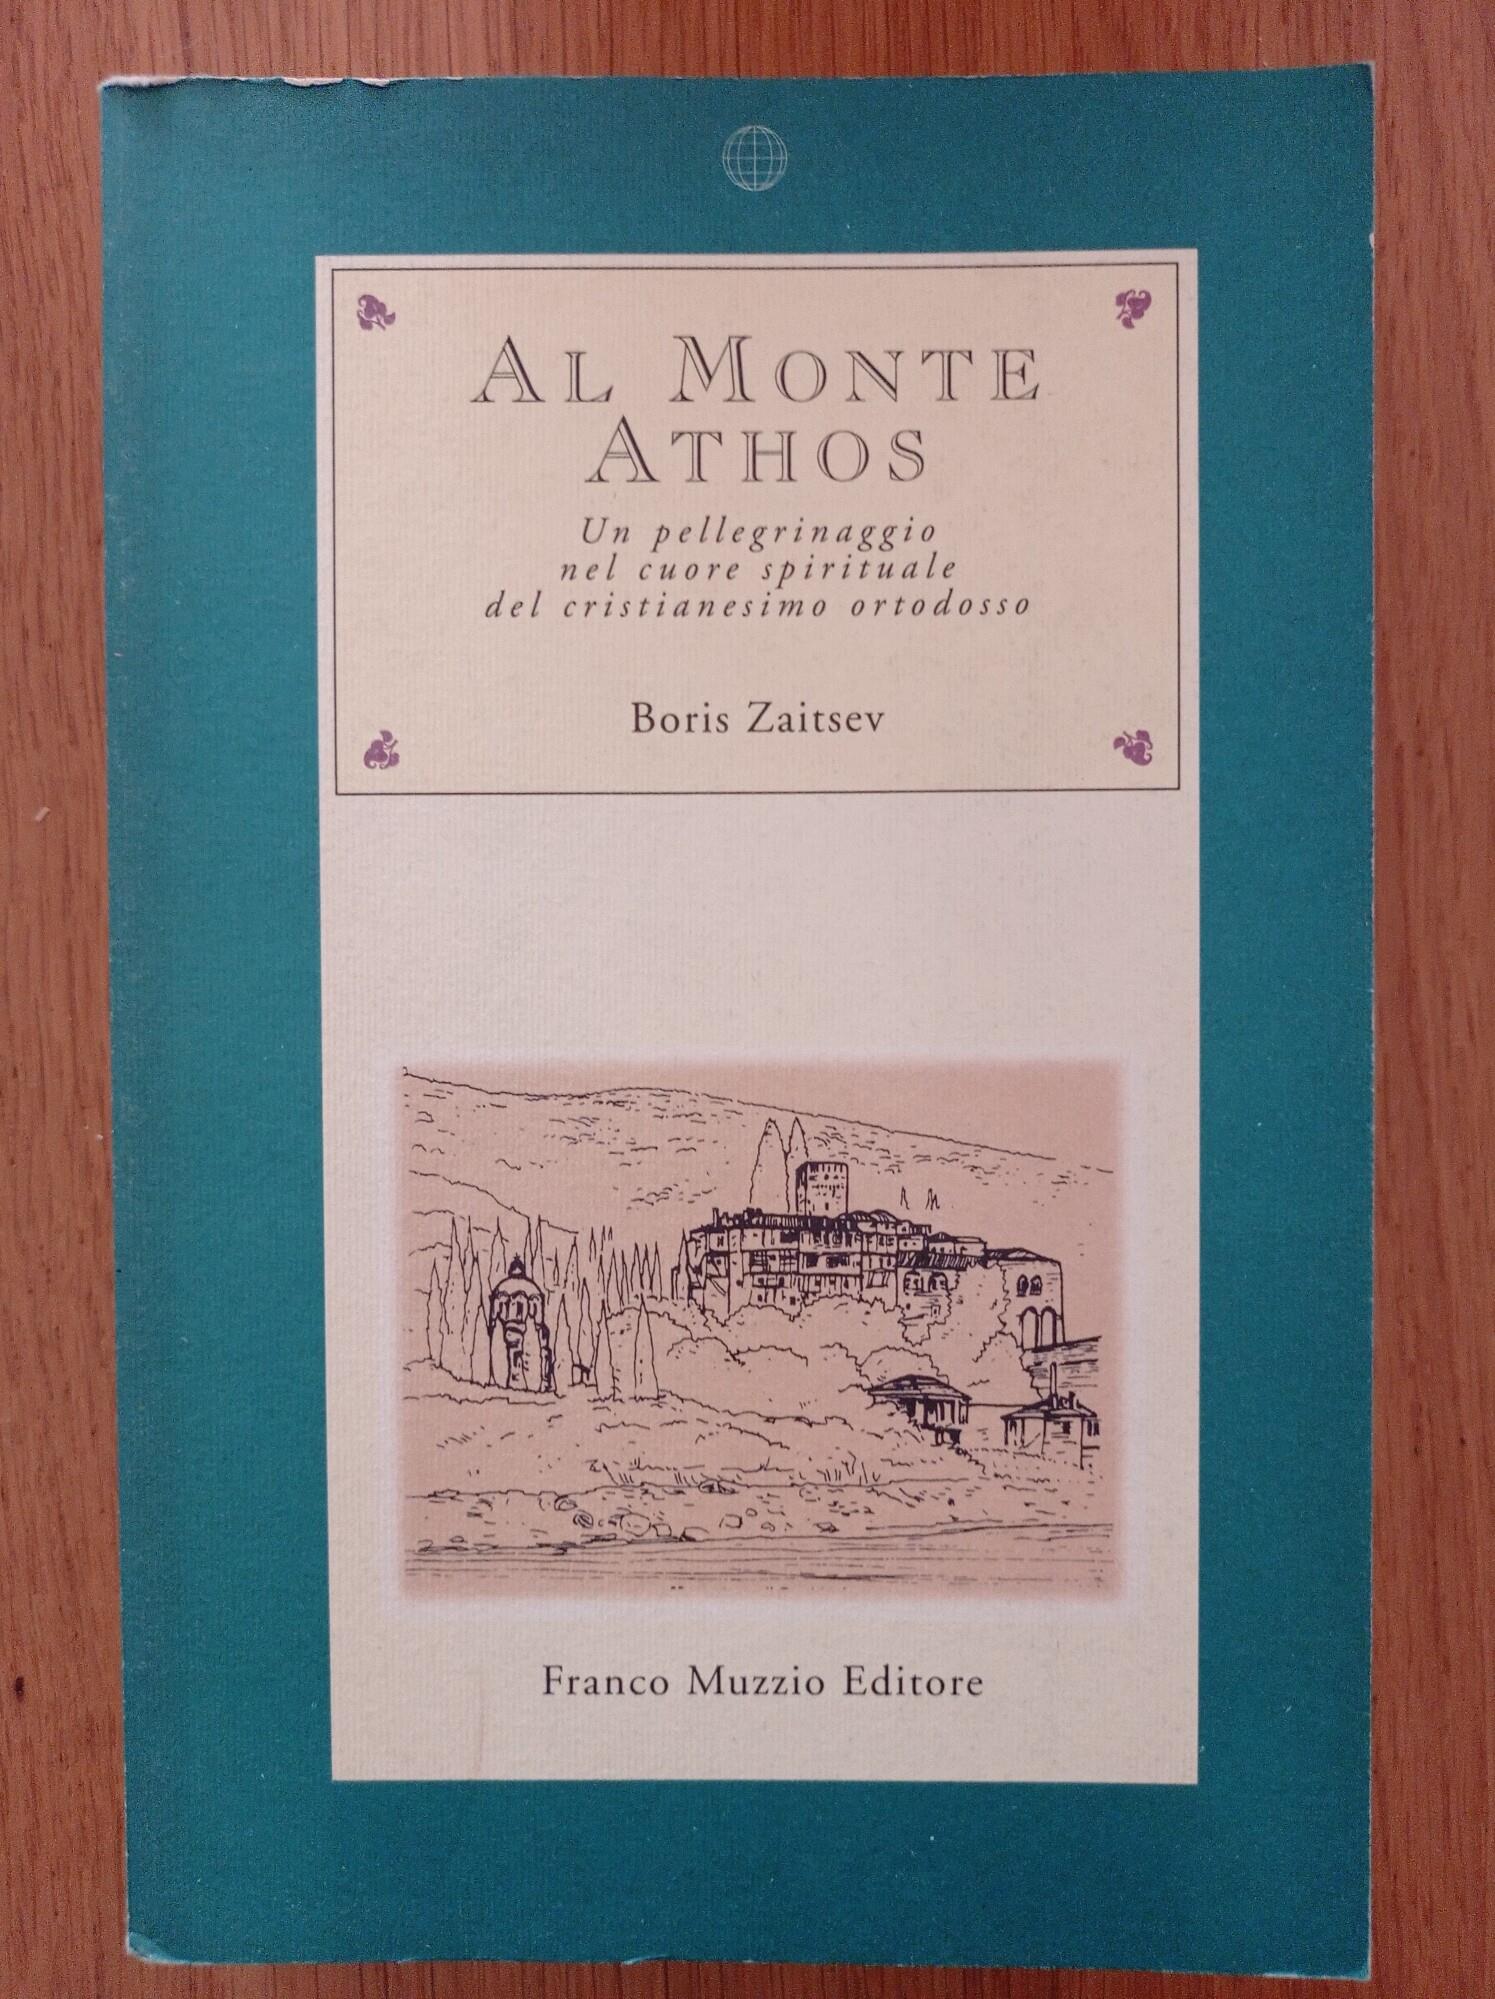 AL MONTE
ATHOS
Un pellegrinaggio
nel cuore spirituale
del cristianesimo ortodosso
Boris Zaitsev
Franco Muzzio Editore